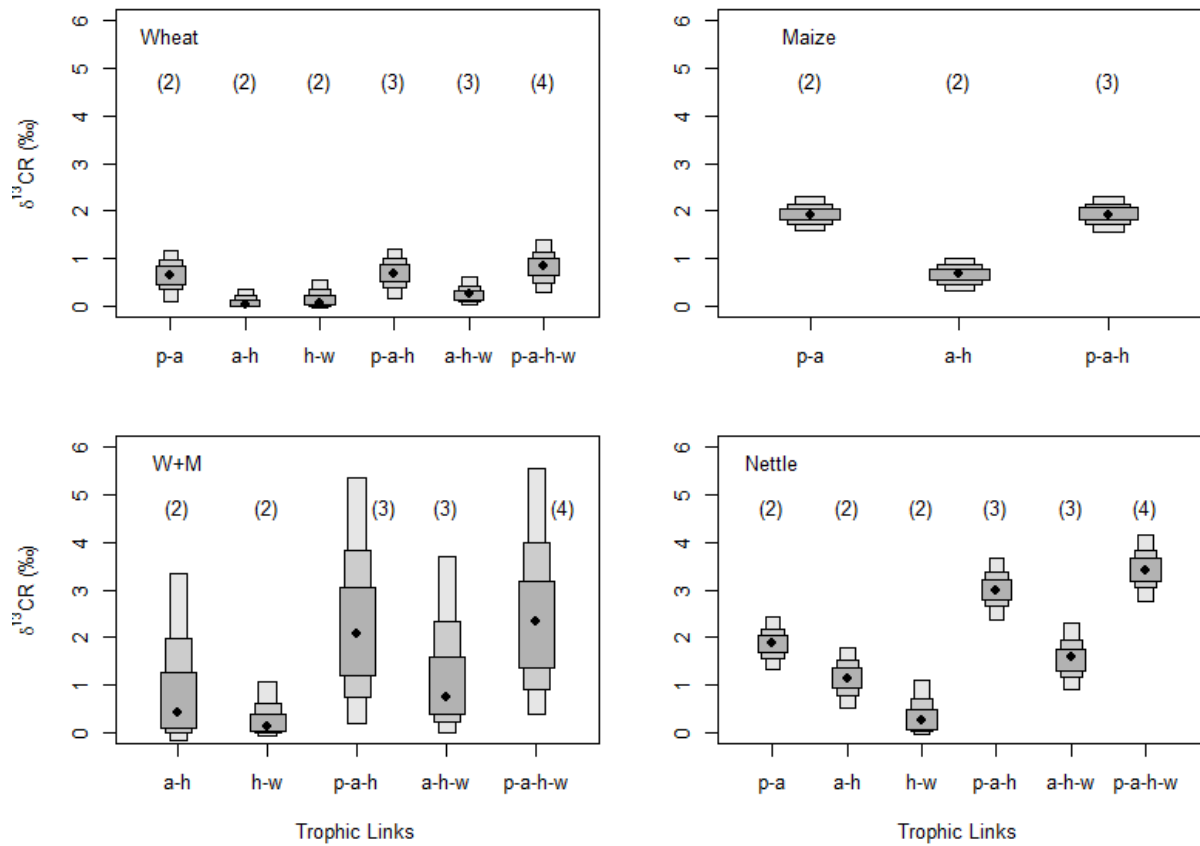 Wheat
(2) (2) (2) (3) (3) (4)
6
5
4
3
2
1
0
δ¹³CR (‰)
p-a a-h h-w p-a-h a-h-w p-a-h-w
Maize
(2) (2) (3)
6
5
4
3
2
1
0
p-a a-h p-a-h
W+M
(2) (2) (3) (3) (4)
6
5
4
3
2
1
0
δ¹³CR (‰)
a-h h-w p-a-h a-h-w p-a-h-w
Trophic Links
Nettle
(2) (2) (2) (3) (3) (4)
6
5
4
3
2
1
0
p-a a-h h-w p-a-h a-h-w p-a-h-w
Trophic Links